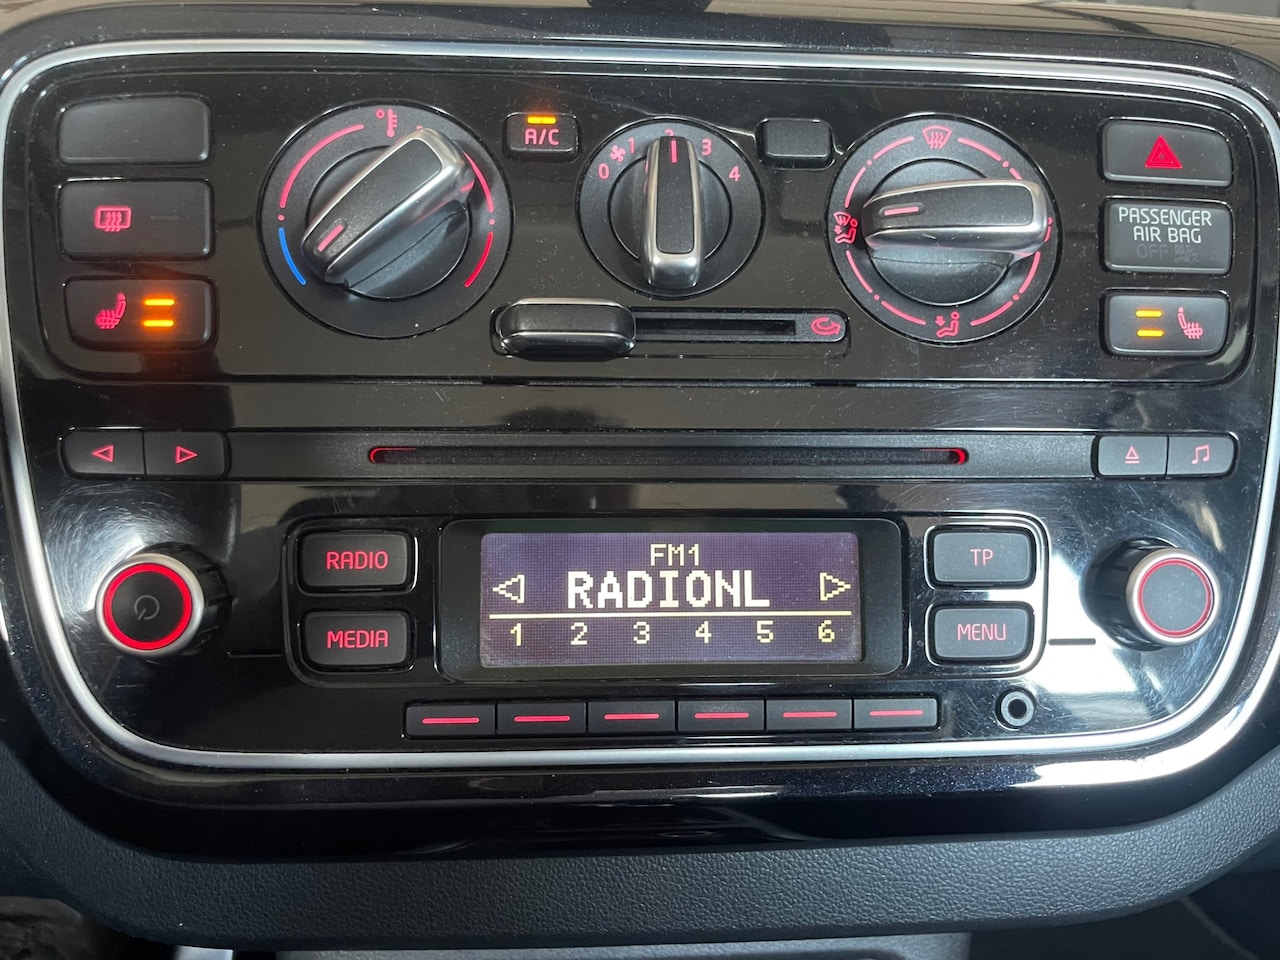 A/C
0 1 2 3 4
PASSENGER
AIR BAG
OFF
RADIO
MEDIA
FM1
RADIONL
1 2 3 4 5 6
TP
MENU